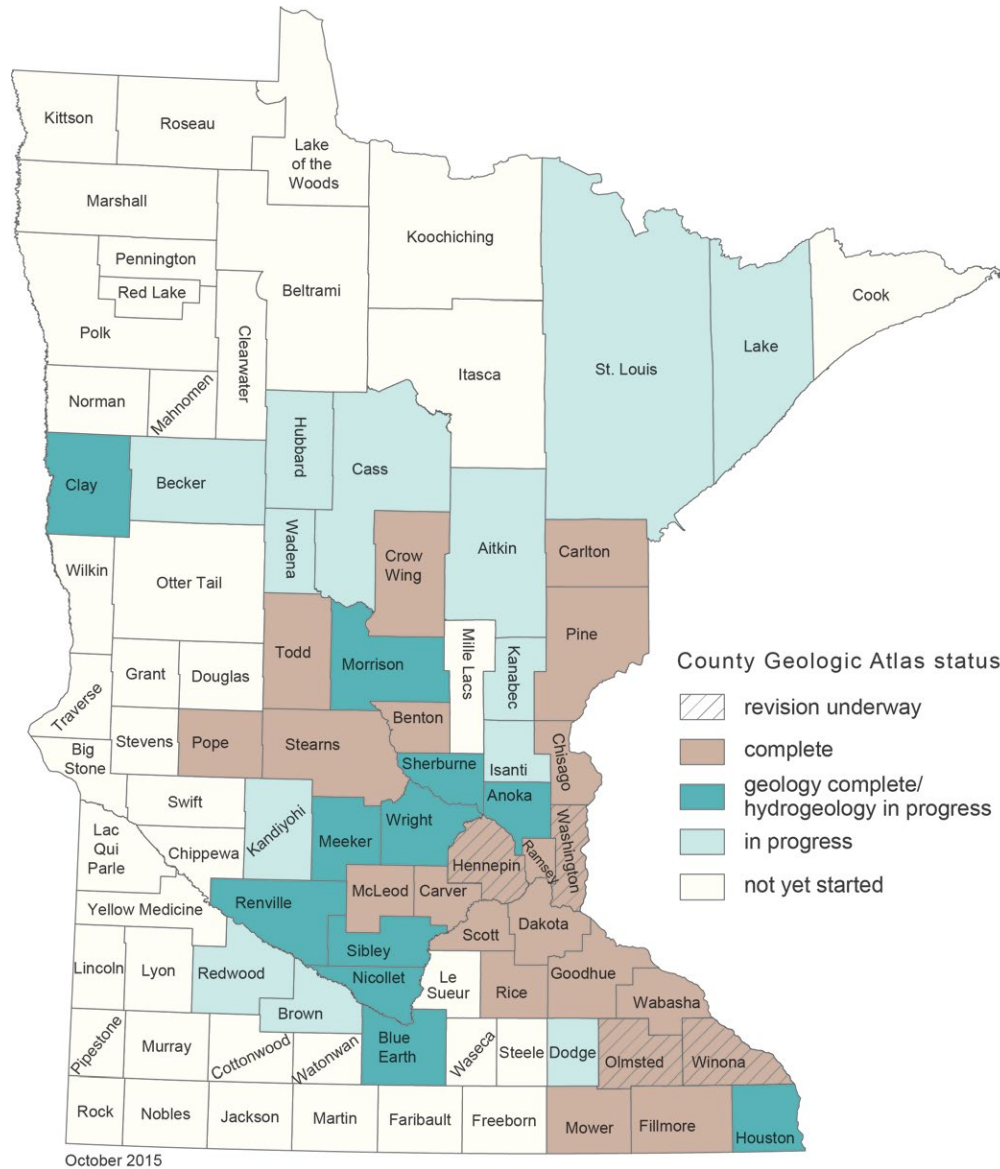 Kittson
Roseau
Lake
of the
Woods
Marshall
Koochiching
Pennington
Red Lake
Beltrami
Cook
Polk
Clearwater
Lake
St. Louis
Itasca
Norman
Mahnomen
Hubbard
Cass
Clay
Becker
Wadena
Crow
Wing
Aitkin
Carlton
Wilkin
Otter Tail
Pine
Todd
Morrison
Mille Lacs
Kanabec
Grant
Douglas
Traverse
Benton
Pope
Stearns
Stevens
Big
Stone
Chisago
Sherburne
Isanti
Swift
Anoka
Kandiyohi
Meeker
Wright
Washington
Lac
Qui
Parle
Chippewa
Hennepin
Ramsey
McLeod
Carver
Renville
Yellow Medicine
Dakota
Scott
Sibley
Lincoln
Lyon
Redwood
Nicollet
Le
Sueur
Rice
Goodhue
Wabasha
Brown
Pipestone
Murray
Cottonwood
Watonwan
Blue
Earth
Waseca
Steele
Dodge
Olmsted
Winona
Rock
Nobles
Jackson
Martin
Faribault
Freeborn
Mower
Fillmore
Houston
County Geologic Atlas status
revision underway
complete
geology complete/
hydrogeology in progress
in progress
not yet started
October 2015